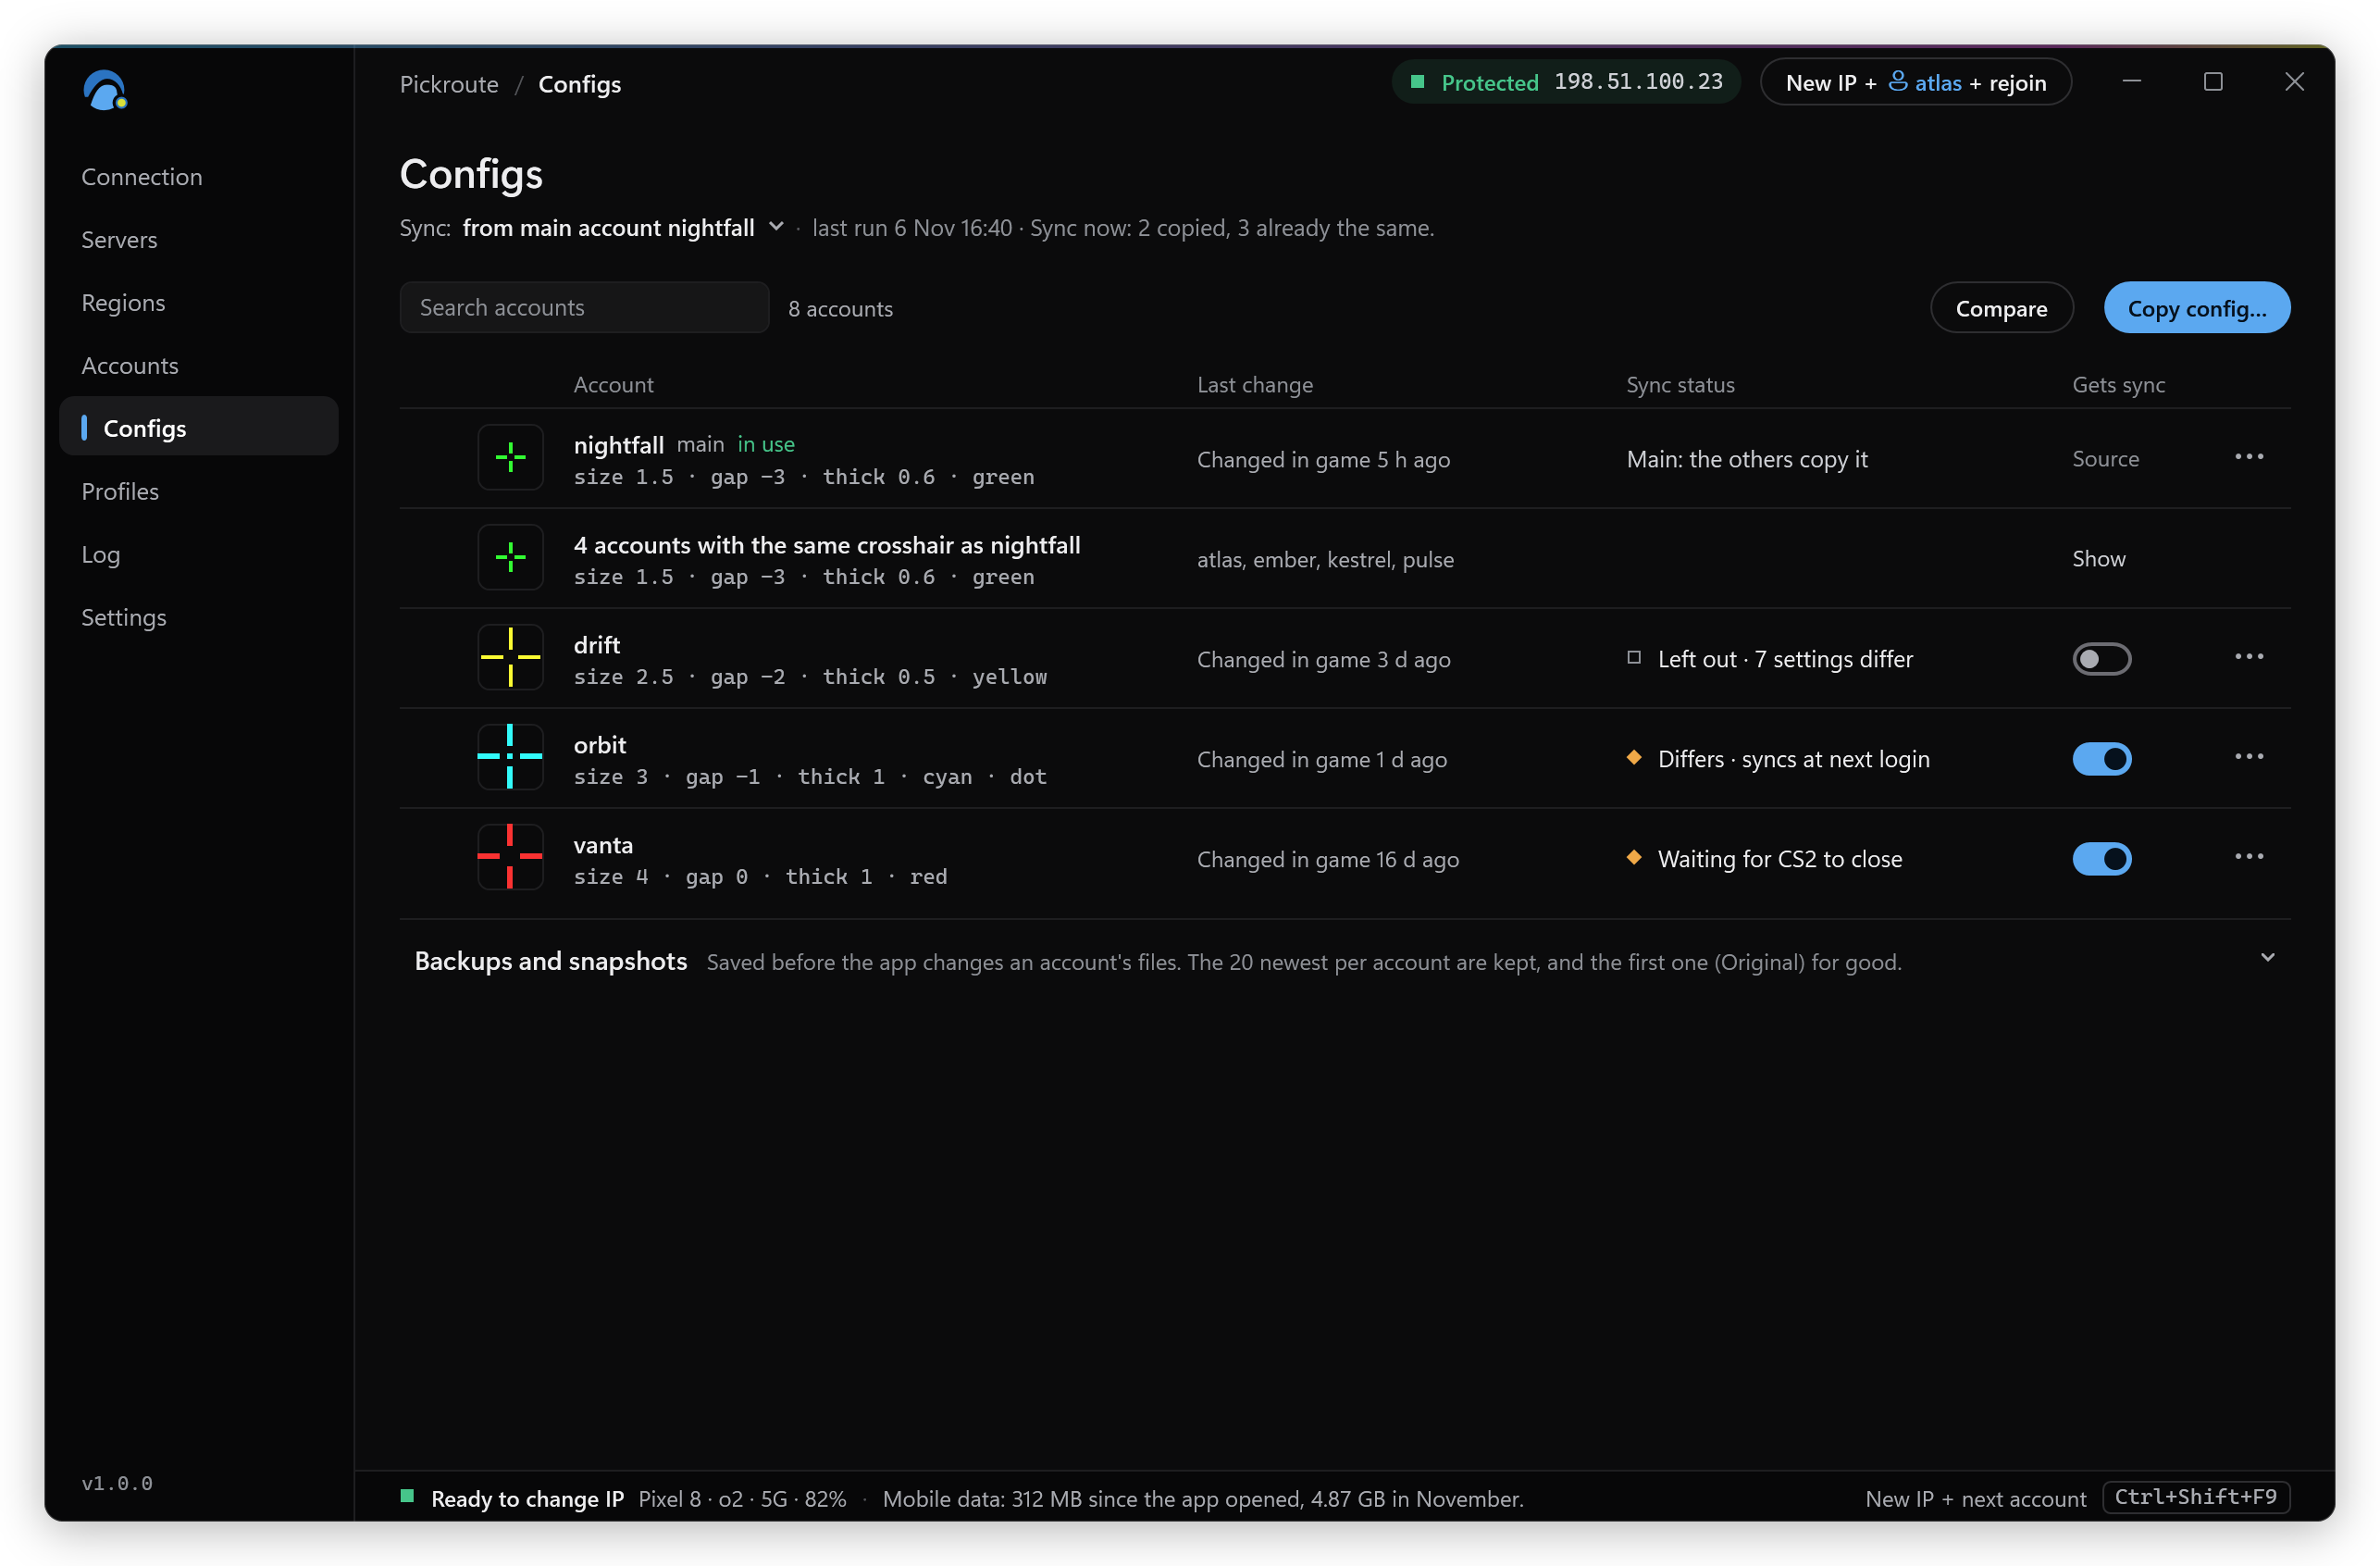 Pickroute / Configs
Protected 198.51.100.23
New IP + atlas + rejoin
Connection
Servers
Regions
Accounts
Configs
Profiles
Log
Settings
v1.0.0
Configs
Sync: from main account nightfall · last run 6 Nov 16:40 · Sync now: 2 copied, 3 already the same.
Search accounts
8 accounts
Compare
Copy config...
Account Last change Sync status Gets sync
nightfall main in use
size 1.5 · gap −3 · thick 0.6 · green
Changed in game 5 h ago
Main: the others copy it
Source
4 accounts with the same crosshair as nightfall
size 1.5 · gap −3 · thick 0.6 · green
atlas, ember, kestrel, pulse
Show
drift
size 2.5 · gap −2 · thick 0.5 · yellow
Changed in game 3 d ago
Left out · 7 settings differ
orbit
size 3 · gap −1 · thick 1 · cyan · dot
Changed in game 1 d ago
Differs · syncs at next login
vanta
size 4 · gap 0 · thick 1 · red
Changed in game 16 d ago
Waiting for CS2 to close
Backups and snapshots Saved before the app changes an account's files. The 20 newest per account are kept, and the first one (Original) for good.
Ready to change IP Pixel 8 · o2 · 5G · 82% · Mobile data: 312 MB since the app opened, 4.87 GB in November.
New IP + next account Ctrl+Shift+F9